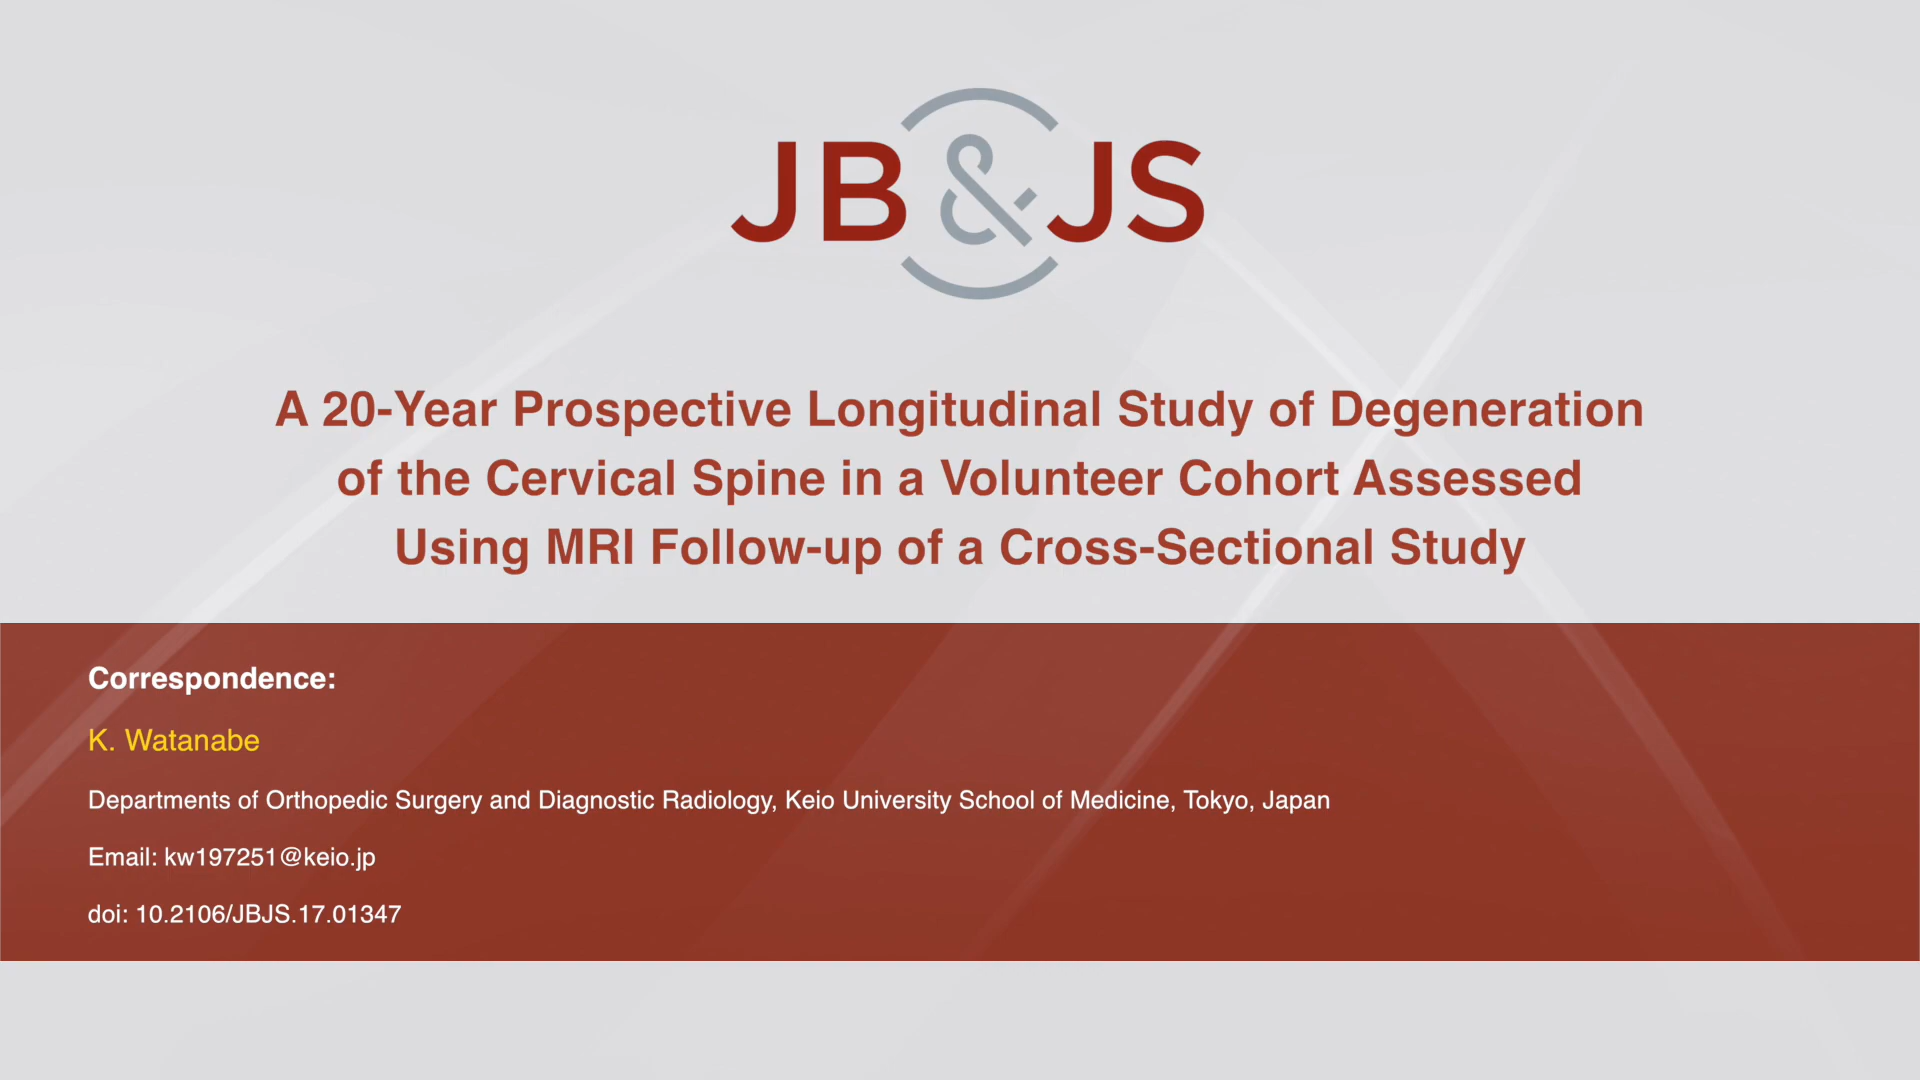 JB&JS
A 20-Year Prospective Longitudinal Study of Degeneration
of the Cervical Spine in a Volunteer Cohort Assessed
Using MRI Follow-up of a Cross-Sectional Study
Correspondence:
K. Watanabe
Departments of Orthopedic Surgery and Diagnostic Radiology, Keio University School of Medicine, Tokyo, Japan
Email: kw197251@keio.jp
doi: 10.2106/JBJS.17.01347